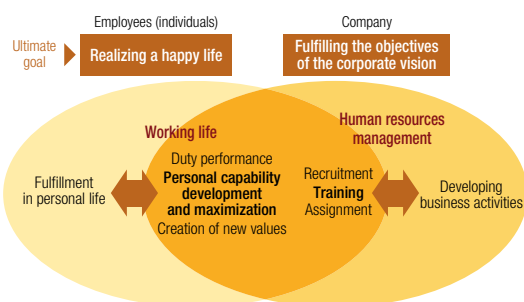 Employees (individuals)
Company
Ultimate
goal
Realizing a happy life
Fulfilling the objectives
of the corporate vision
Working life
Human resources
management
Fulfillment
in personal life
Duty performance
Personal capability
development
and maximization
Creation of new values
Recruitment
Training
Assignment
Developing
business activities